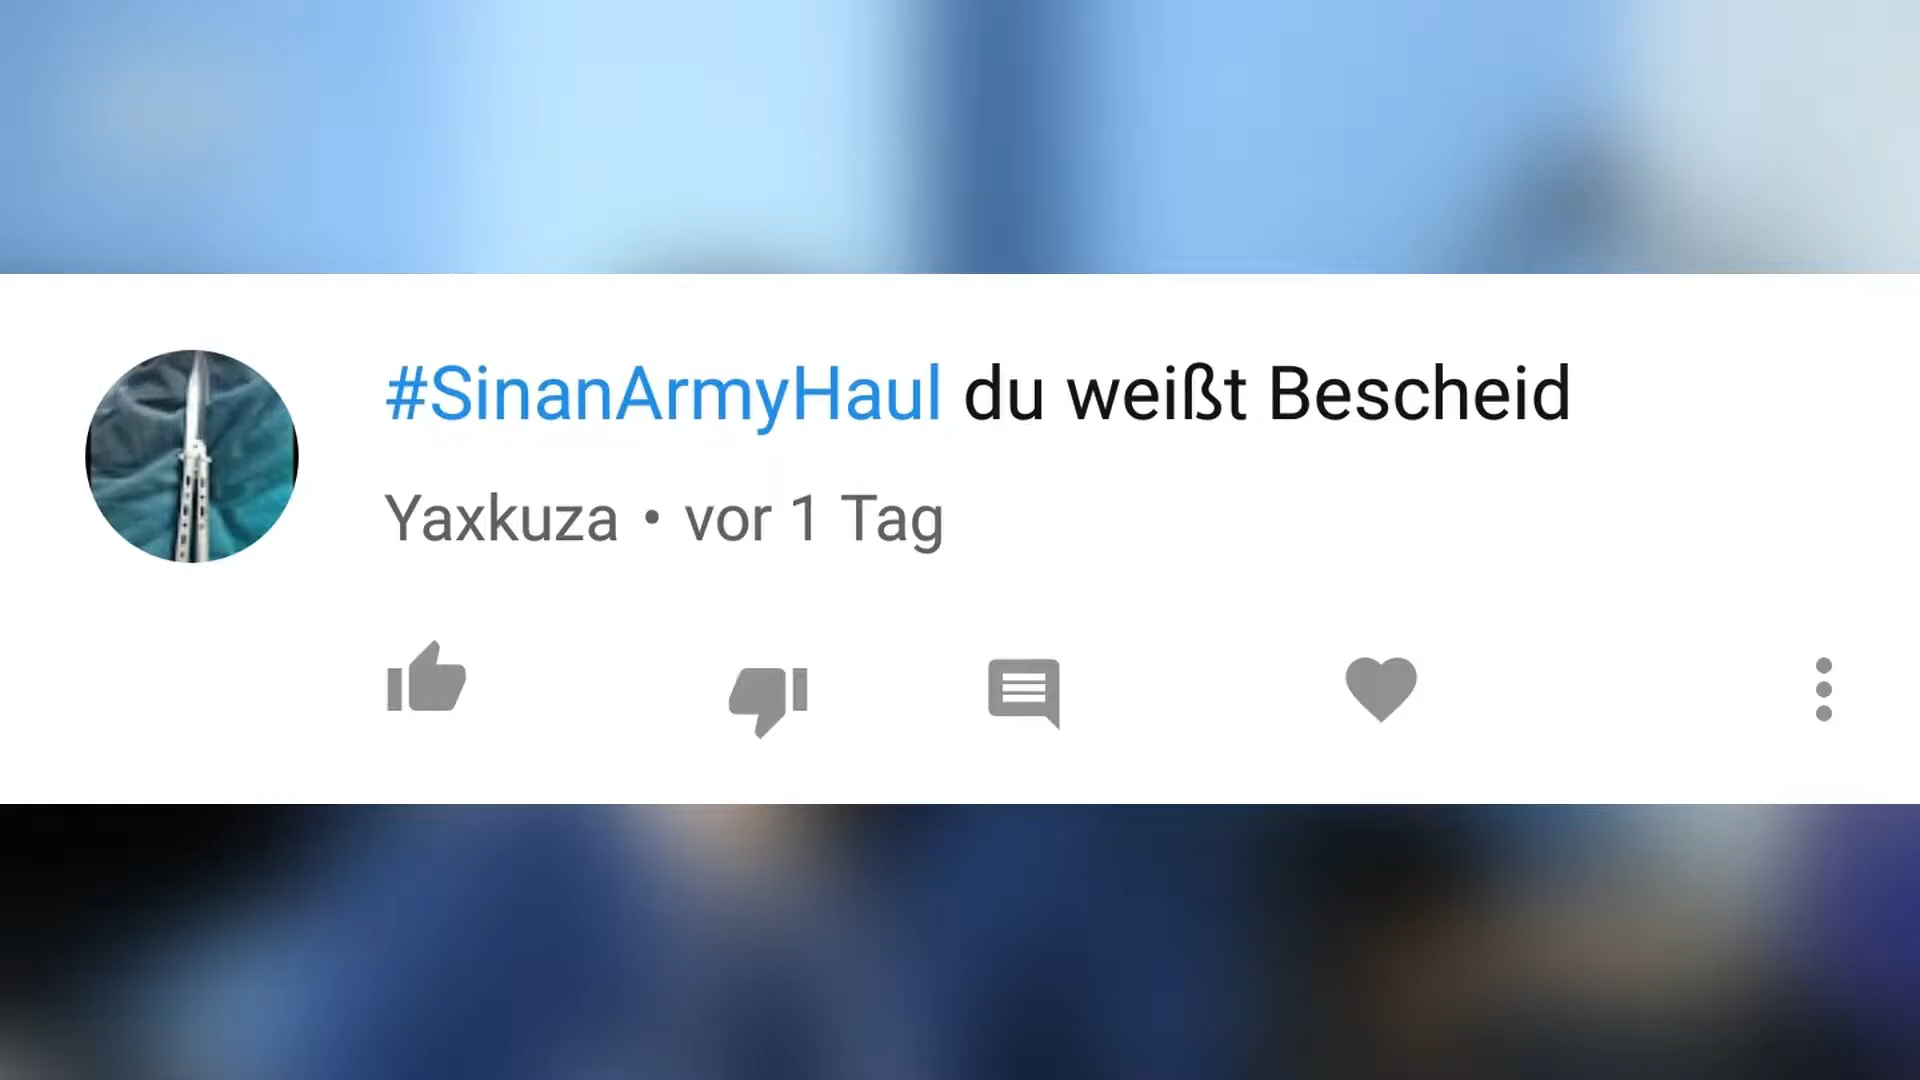 #SinanArmyHaul du weißt Bescheid
Yaxkuza • vor 1 Tag